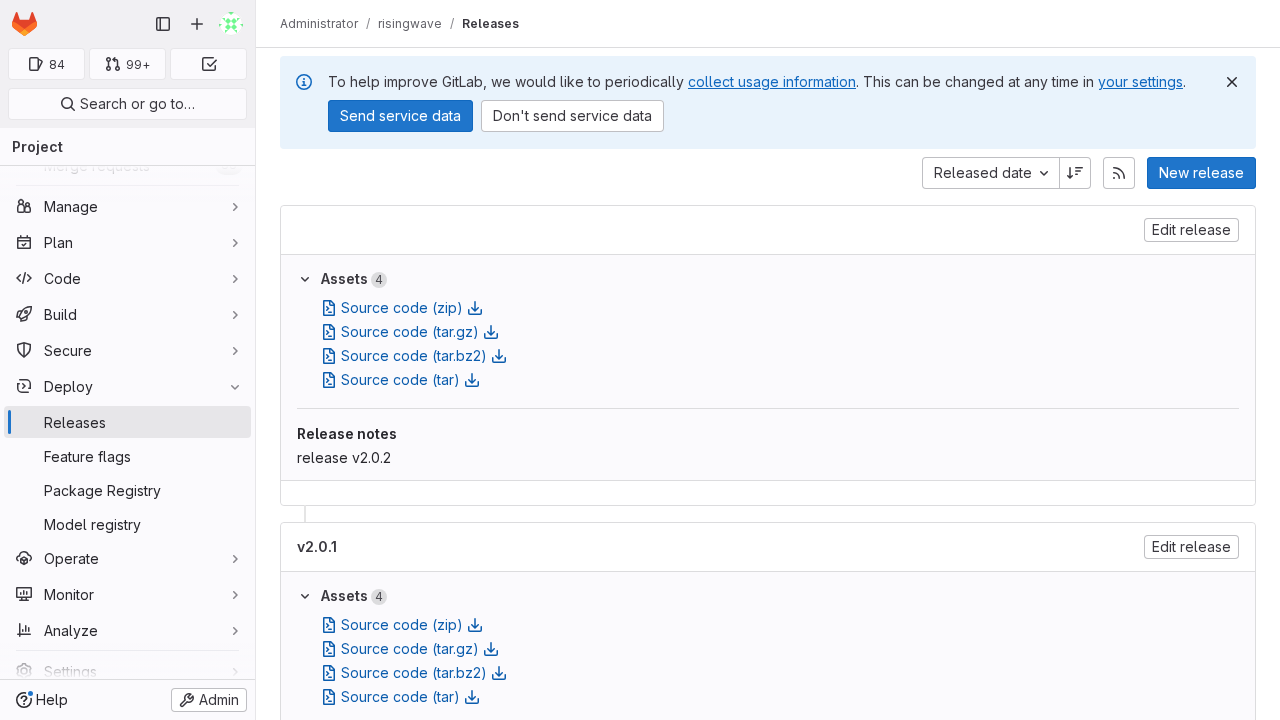 Administrator / risingwave / Releases
84
99+
Search or go to…
Project
Merge requests
Manage
Plan
Code
Build
Secure
Deploy
Releases
Feature flags
Package Registry
Model registry
Operate
Monitor
Analyze
Settings
Help
Admin
To help improve GitLab, we would like to periodically collect usage information. This can be changed at any time in your settings.
Send service data
Don't send service data
Released date
New release
Edit release
Assets 4
Source code (zip)
Source code (tar.gz)
Source code (tar.bz2)
Source code (tar)
Release notes
release v2.0.2
v2.0.1
Edit release
Assets 4
Source code (zip)
Source code (tar.gz)
Source code (tar.bz2)
Source code (tar)